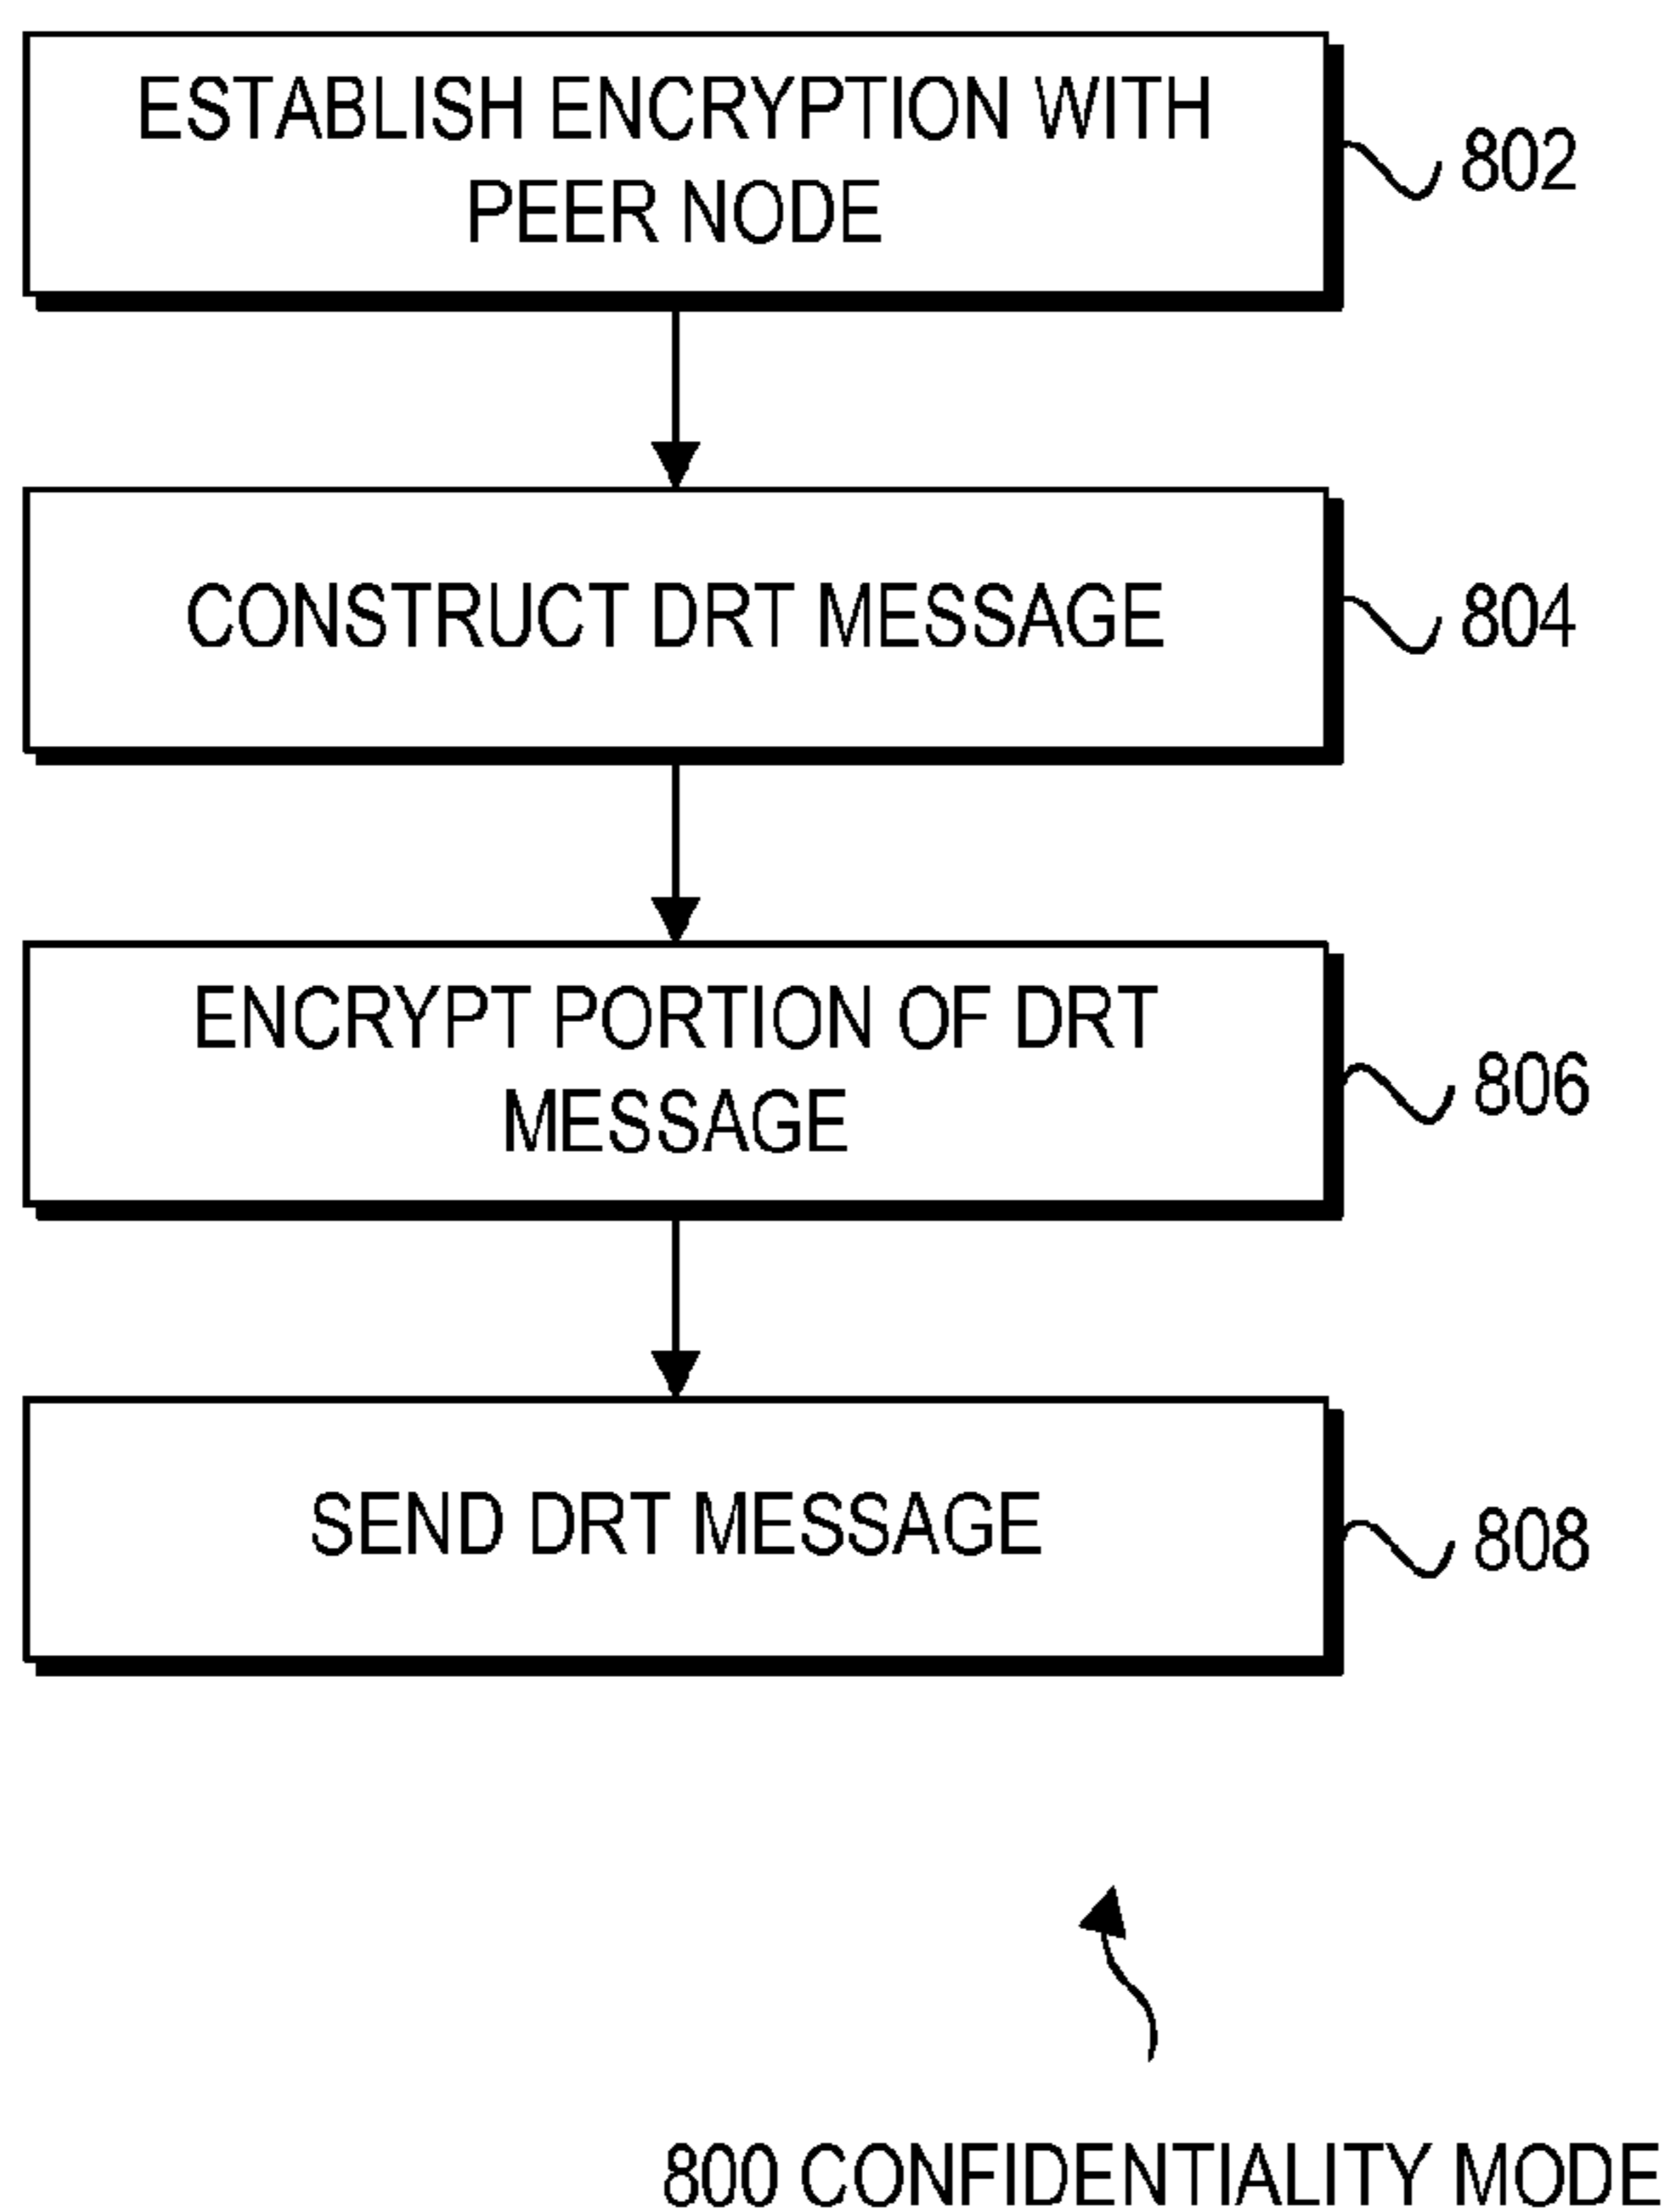 ESTABLISH ENCRYPTION WITH
PEER NODE
802
CONSTRUCT DRT MESSAGE
804
ENCRYPT PORTION OF DRT
MESSAGE
806
SEND DRT MESSAGE
808
800 CONFIDENTIALITY MODE